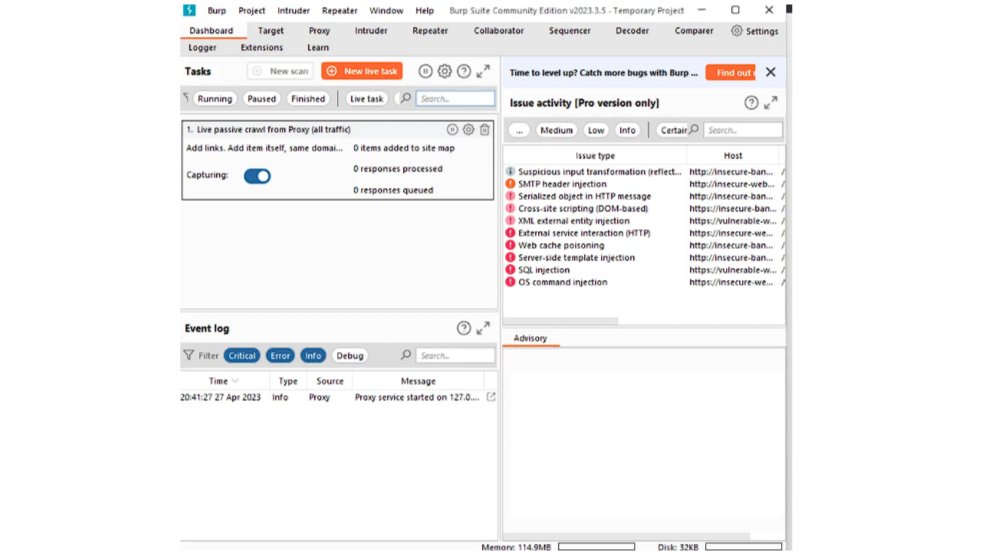 Burp Project Intruder Repeater Window Help Burp Suite Community Edition v2023.3.5 - Temporary Project
Dashboard Target Proxy Intruder Repeater Collaborator Sequencer Decoder Comparer Settings
Logger Extensions Learn
Tasks
New scan
New live task
Running Paused Finished Live task Search...
1. Live passive crawl from Proxy (all traffic)
Add links. Add item itself, same domai... 0 items added to site map
0 responses processed
Capturing:
0 responses queued
Event log
Filter Critical Error Info Debug Search...
Time Type Source Message
20:41:27 27 Apr 2023 Info Proxy Proxy service started on 127.0....
Time to level up? Catch more bugs with Burp ... Find out
Issue activity [Pro version only]
... Medium Low Info Certain Search...
Issue type Host
Suspicious input transformation (reflect... http://insecure-ban... /
SMTP header injection http://insecure-web... /
Serialized object in HTTP message https://insecure-ban... /
Cross-site scripting (DOM-based) https://insecure-ban... /
XML external entity injection https://vulnerable-w... /
External service interaction (HTTP) https://insecure-we... /
Web cache poisoning http://insecure-ban... /
Server-side template injection http://insecure-ban... /
SQL injection https://vulnerable-w... /
OS command injection https://insecure-we... /
Advisory
Memory: 114.9MB Disk: 32KB